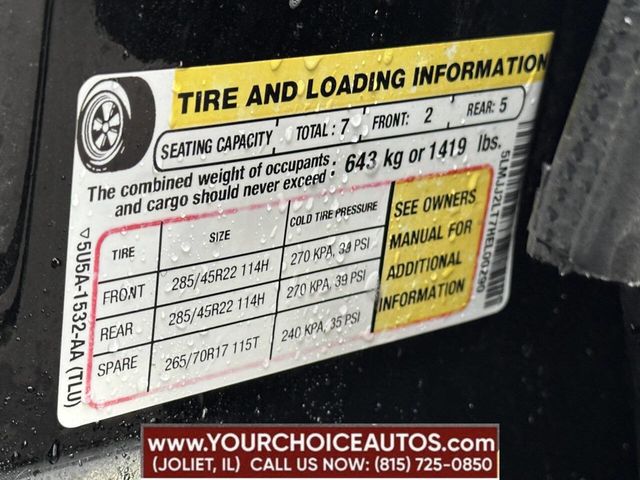 TIRE AND LOADING INFORMATION
SEATING CAPACITY TOTAL: 7 FRONT: 2 REAR: 5
The combined weight of occupants and cargo should never exceed : 643 kg or 1419 lbs.
TIRE SIZE COLD TIRE PRESSURE
FRONT 285/45R22 114H 270 KPA, 39 PSI
REAR 285/45R22 114H 270 KPA, 39 PSI
SPARE 265/70R17 115T 240 KPA, 35 PSI
SEE OWNERS
MANUAL FOR
ADDITIONAL
INFORMATION
5U5A-1532-AA (TLU)
WWW.YOURCHOICEAUTOS.COM
(JOLIET, IL) CALL US NOW: (815) 725-0850